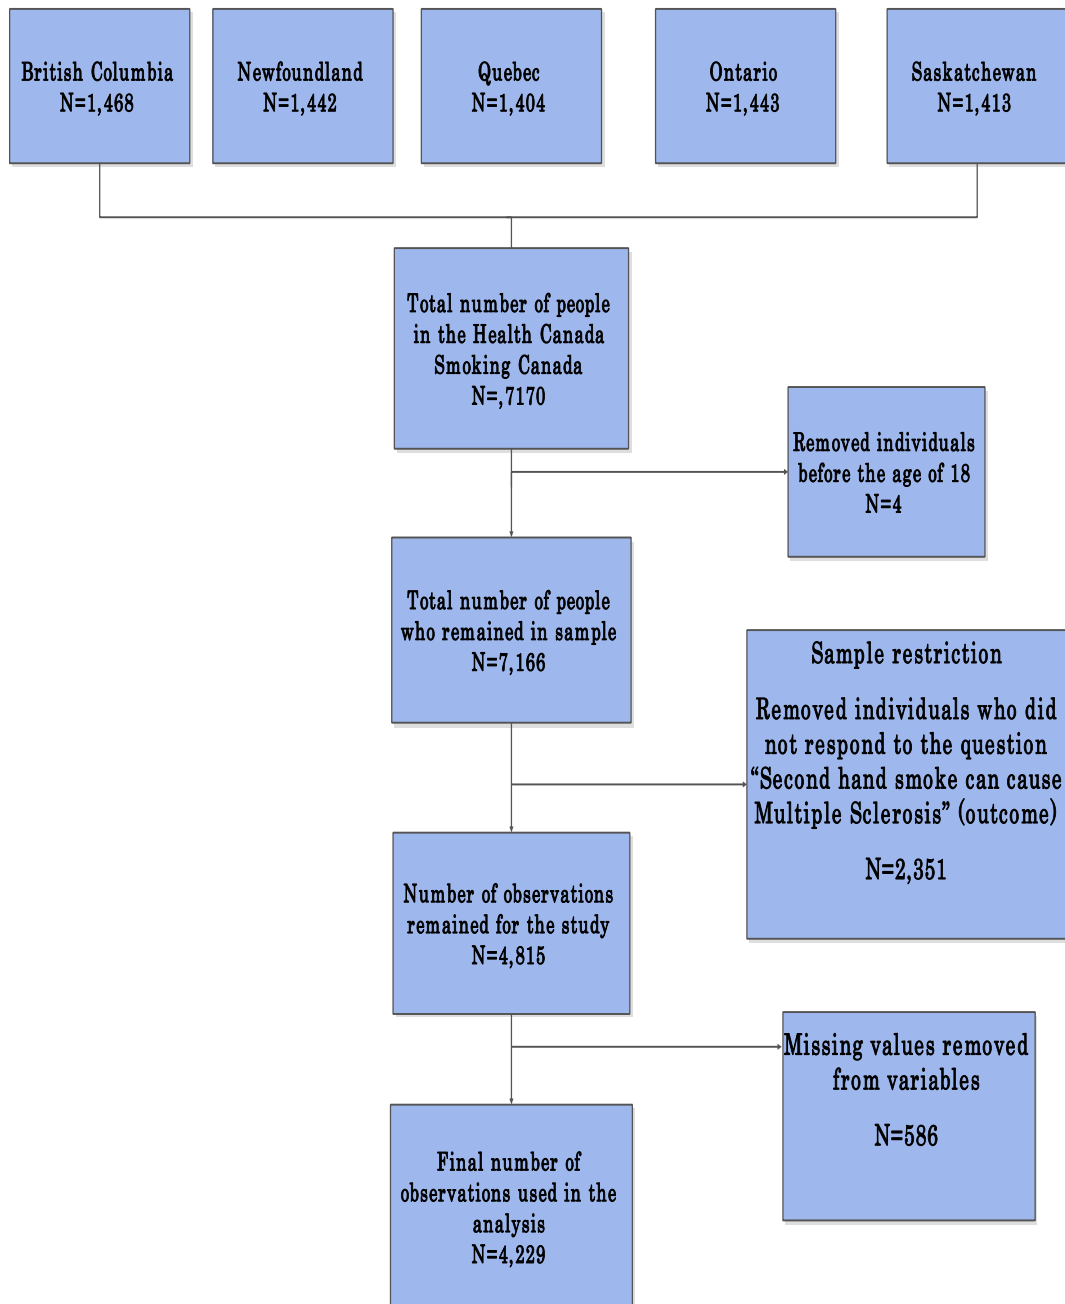 British Columbia
N=1,468
Newfoundland
N=1,442
Quebec
N=1,404
Ontario
N=1,443
Saskatchewan
N=1,413
Total number of people
in the Health Canada
Smoking Canada
N=,7170
Removed individuals
before the age of 18
N=4
Total number of people
who remained in sample
N=7,166
Sample restriction
Removed individuals who did
not respond to the question
“Second hand smoke can cause
Multiple Sclerosis” (outcome)
N=2,351
Number of observations
remained for the study
N=4,815
Missing values removed
from variables
N=586
Final number of
observations used in the
analysis
N=4,229